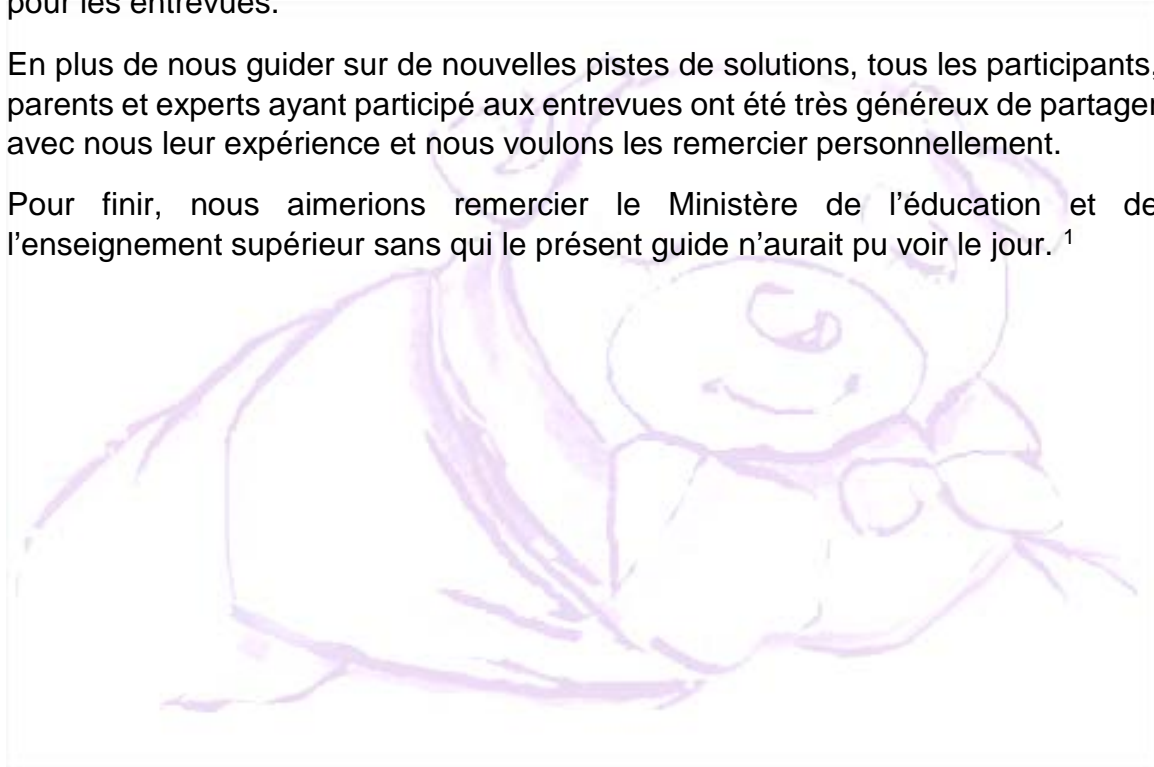 pour les entrevues.
En plus de nous guider sur de nouvelles pistes de solutions, tous les participants,
parents et experts ayant participé aux entrevues ont été très généreux de partager
avec nous leur expérience et nous voulons les remercier personnellement.
Pour finir, nous aimerions remercier le Ministère de l’éducation et de
l’enseignement supérieur sans qui le présent guide n’aurait pu voir le jour. 1